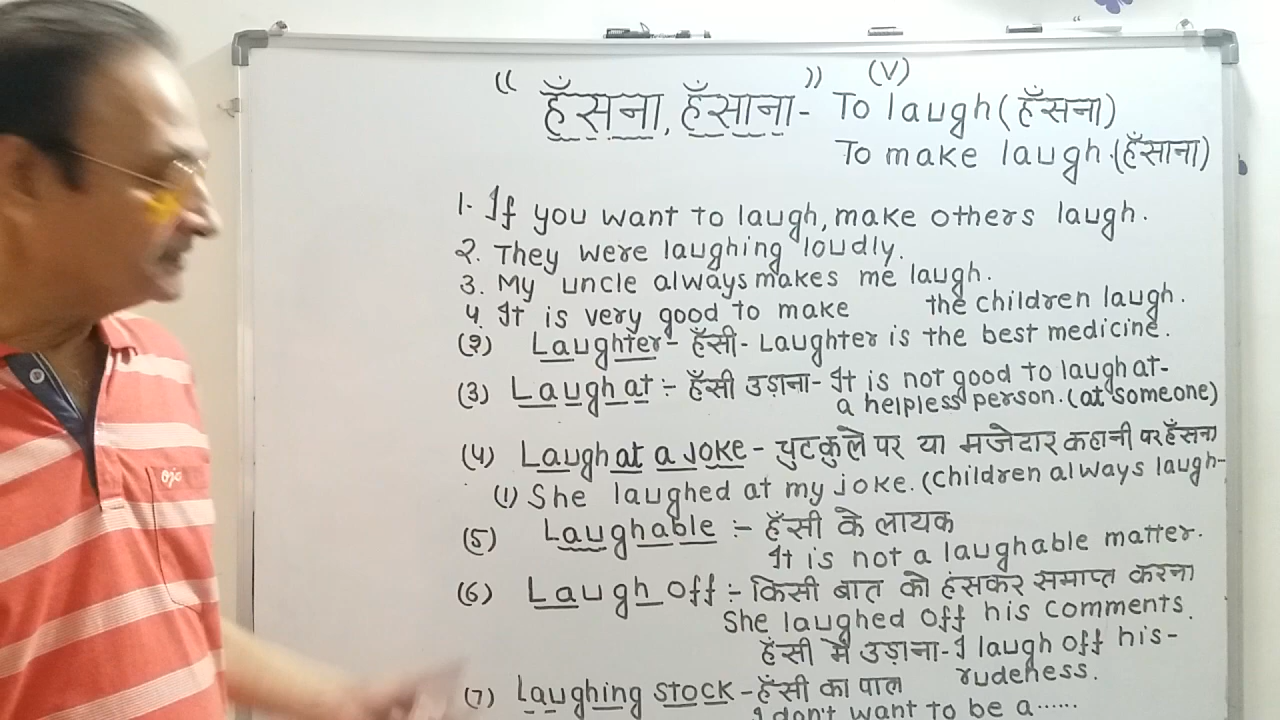 “ हँसना, हँसाना- ” (V) To laugh (हँसना)
To make laugh.(हँसाना)
1. If you want to laugh, make others laugh.
2. They were laughing loudly.
3. My uncle always makes me laugh.
4. It is very good to make the children laugh.
(२) Laughter- हँसी- Laughter is the best medicine.
(3) Laugh at :- हँसी उड़ाना- It is not good to laugh at-
a helpless person. (at someone)
(4) Laugh at a joke - चुटकुले पर या मजेदार कहानी पर हँसना
(1) She laughed at my joke. (Children always laugh-
(5) Laughable :- हँसी के लायक
It is not a laughable matter.
(6) Laugh off :- किसी बात को हंसकर समाप्त करना
She laughed off his comments.
हँसी में उड़ाना- I laugh off his-
rudeness.
(7) Laughing stock - हँसी का पात्र
I don't want to be a......
oja